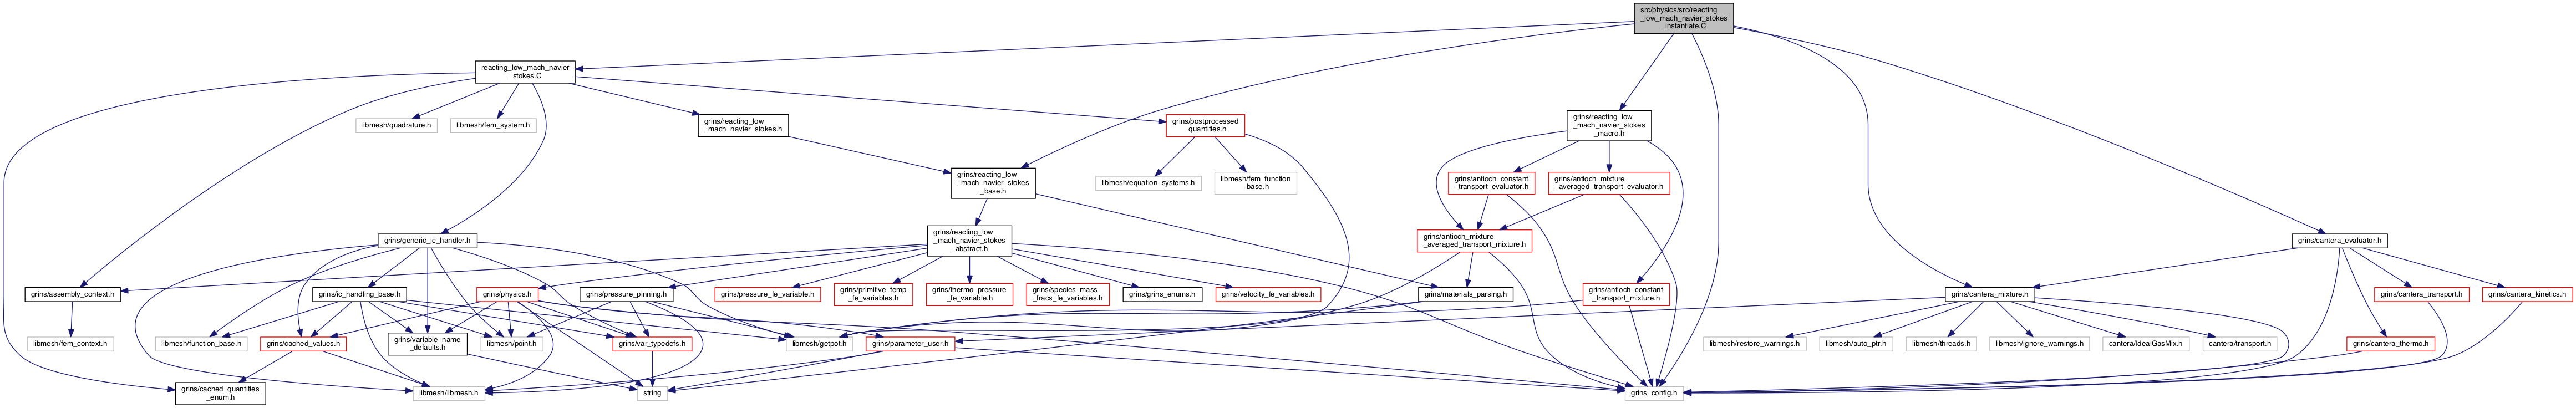 src/physics/src/reacting
_low_mach_navier_stokes
_instantiate.C
reacting_low_mach_navier
_stokes.C
libmesh/quadrature.h
libmesh/fem_system.h
grins/reacting_low
_mach_navier_stokes.h
grins/postprocessed
_quantities.h
grins/reacting_low
_mach_navier_stokes
_macro.h
grins/reacting_low
_mach_navier_stokes
_base.h
libmesh/equation_systems.h
libmesh/fem_function
_base.h
grins/antioch_constant
_transport_evaluator.h
grins/antioch_mixture
_averaged_transport_evaluator.h
grins/generic_ic_handler.h
grins/reacting_low
_mach_navier_stokes
_abstract.h
grins/antioch_mixture
_averaged_transport_mixture.h
grins/cantera_evaluator.h
grins/assembly_context.h
grins/ic_handling_base.h
grins/physics.h
grins/pressure_pinning.h
grins/pressure_fe_variable.h
grins/primitive_temp
_fe_variables.h
grins/thermo_pressure
_fe_variable.h
grins/species_mass
_fracs_fe_variables.h
grins/grins_enums.h
grins/velocity_fe_variables.h
grins/materials_parsing.h
grins/antioch_constant
_transport_mixture.h
grins/cantera_mixture.h
grins/cantera_transport.h
grins/cantera_kinetics.h
libmesh/fem_context.h
libmesh/function_base.h
grins/cached_values.h
grins/variable_name
_defaults.h
libmesh/point.h
grins/var_typedefs.h
libmesh/getpot.h
grins/parameter_user.h
libmesh/restore_warnings.h
libmesh/auto_ptr.h
libmesh/threads.h
libmesh/ignore_warnings.h
cantera/IdealGasMix.h
cantera/transport.h
grins/cantera_thermo.h
grins/cached_quantities
_enum.h
libmesh/libmesh.h
string
grins_config.h